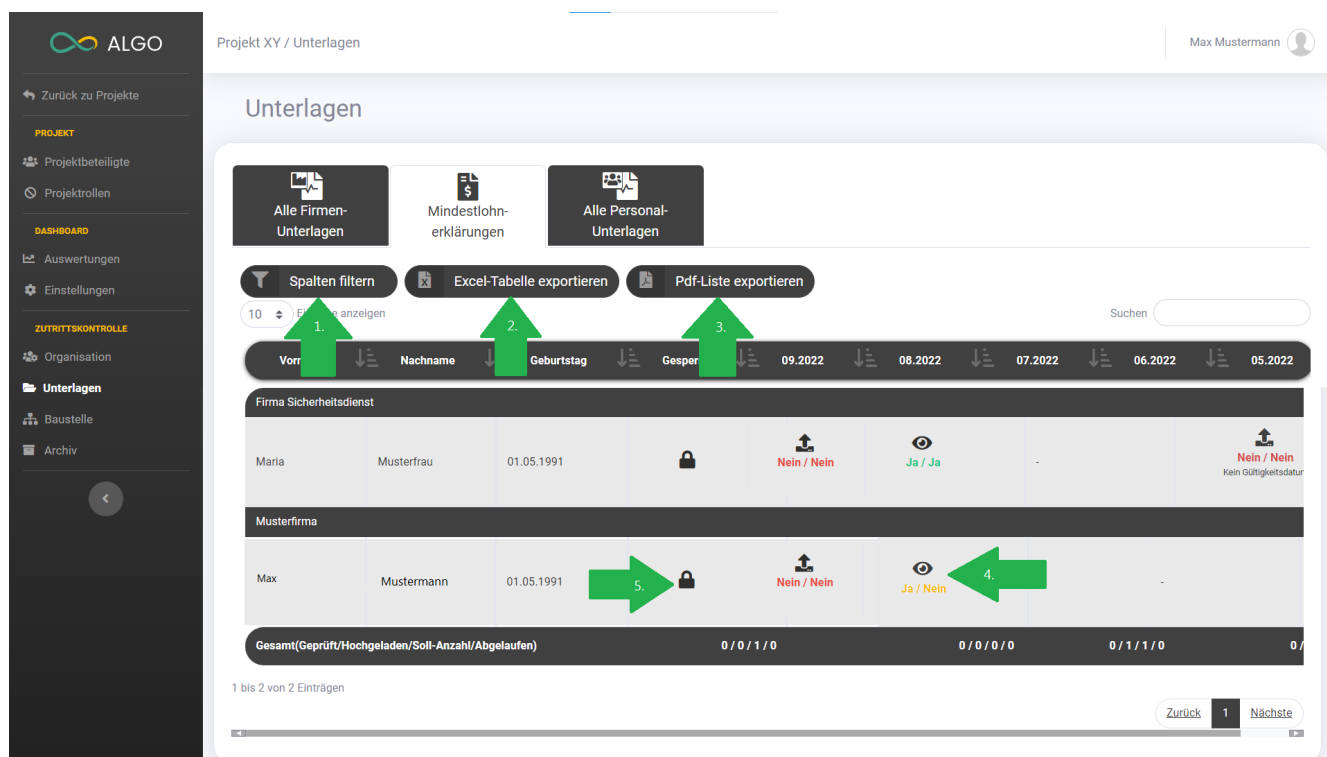 ALGO
Projekt XY / Unterlagen
Max Mustermann
Zurück zu Projekte
PROJEKT
Projektbeteiligte
Projektrollen
DASHBOARD
Auswertungen
Einstellungen
ZUTRITTSKONTROLLE
Organisation
Unterlagen
Baustelle
Archiv
Unterlagen
Alle Firmen-
Unterlagen
Mindestlohn-
erklärungen
Alle Personal-
Unterlagen
Spalten filtern
Excel-Tabelle exportieren
Pdf-Liste exportieren
1.
2.
3.
10
anzeigen
Suchen
Nachname
Geburtstag
09.2022
08.2022
07.2022
06.2022
05.2022
Firma Sicherheitsdienst
Maria
Musterfrau
01.05.1991
Nein / Nein
Ja / Ja
-
Nein / Nein
Kein Gültigkeitsdatum
Musterfirma
Max
Mustermann
01.05.1991
5.
Nein / Nein
Ja / Nein
4.
-
Gesamt(Geprüft/Hochgeladen/Soll-Anzahl/Abgelaufen)
0 / 0 / 1 / 0
0 / 0 / 0 / 0
0 / 1 / 1 / 0
0 /
1 bis 2 von 2 Einträgen
Zurück
1
Nächste